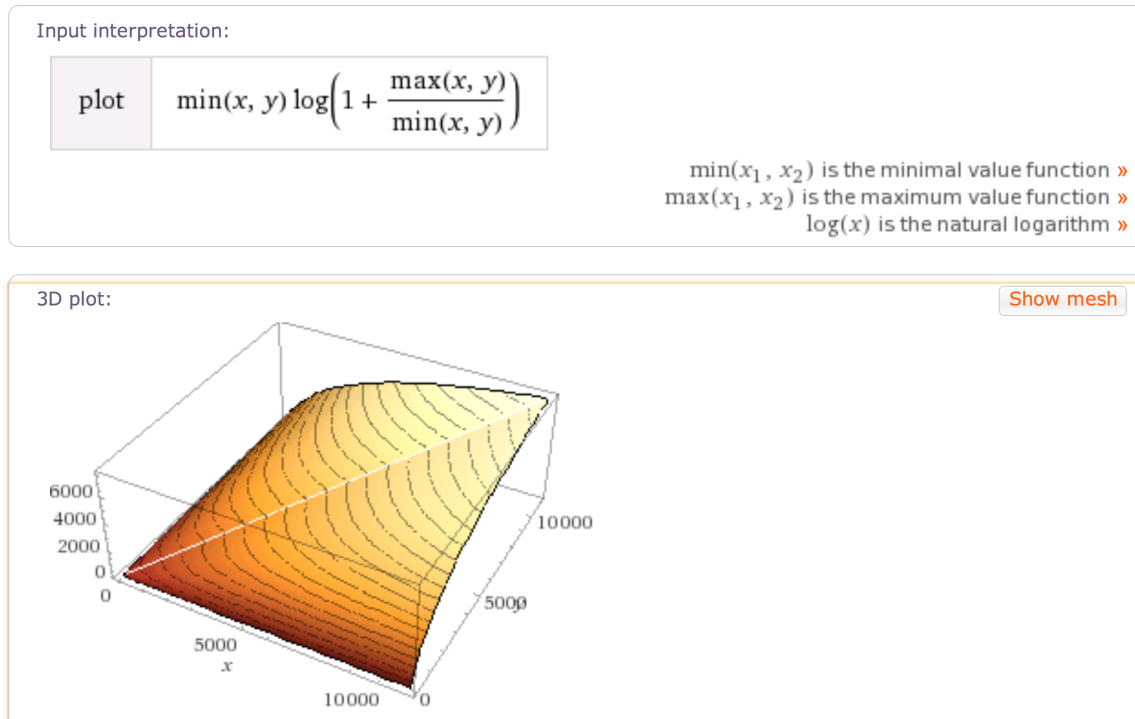 Input interpretation:
plot min(x, y) log(1 + max(x, y)/min(x, y))
min(x₁, x₂) is the minimal value function »
max(x₁, x₂) is the maximum value function »
log(x) is the natural logarithm »
3D plot:
Show mesh
6000
4000
2000
0
0
5000
x
10000
0
5000
y
10000